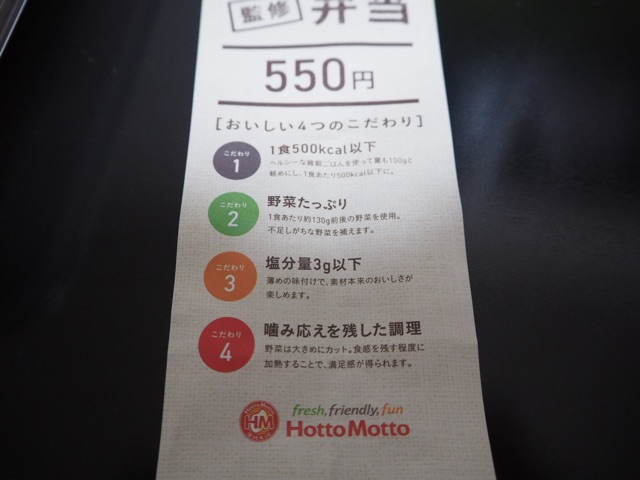 監修 弁当
550円
[おいしい4つのこだわり]
こだわり
1
1食500kcal以下
ヘルシーな雑穀ごはんを使って量も100gと
軽めにし、1食あたり500kcal以下に。
こだわり
2
野菜たっぷり
1食あたり約130g前後の野菜を使用。
不足しがちな野菜を補えます。
こだわり
3
塩分量3g以下
薄めの味付けで、素材本来のおいしさが
楽しめます。
こだわり
4
噛み応えを残した調理
野菜は大きめにカット。食感を残す程度に
加熱することで、満足感が得られます。
Hotto Motto
HM
fresh, friendly, fun
Hotto Motto